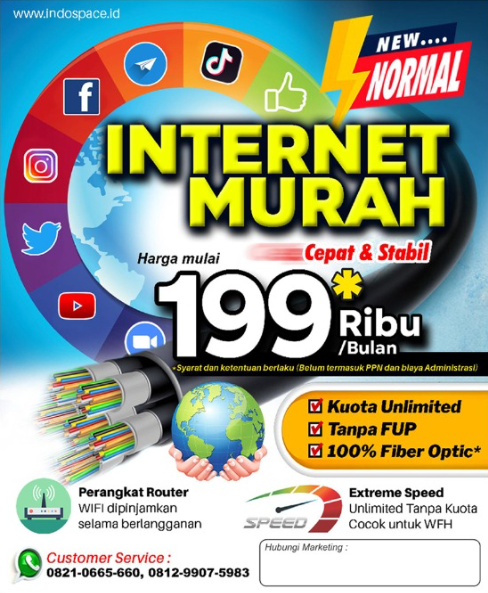 www.indospace.id
NEW....
NORMAL
INTERNET
MURAH
Cepat & Stabil
Harga mulai
199*
Ribu
/Bulan
*Syarat dan ketentuan berlaku (Belum termasuk PPN dan biaya Administrasi)
Kuota Unlimited
Tanpa FUP
100% Fiber Optic*
Perangkat Router
WIFI dipinjamkan
selama berlangganan
SPEED
Extreme Speed
Unlimited Tanpa Kuota
Cocok untuk WFH
Customer Service :
0821-0665-660, 0812-9907-5983
Hubungi Marketing :